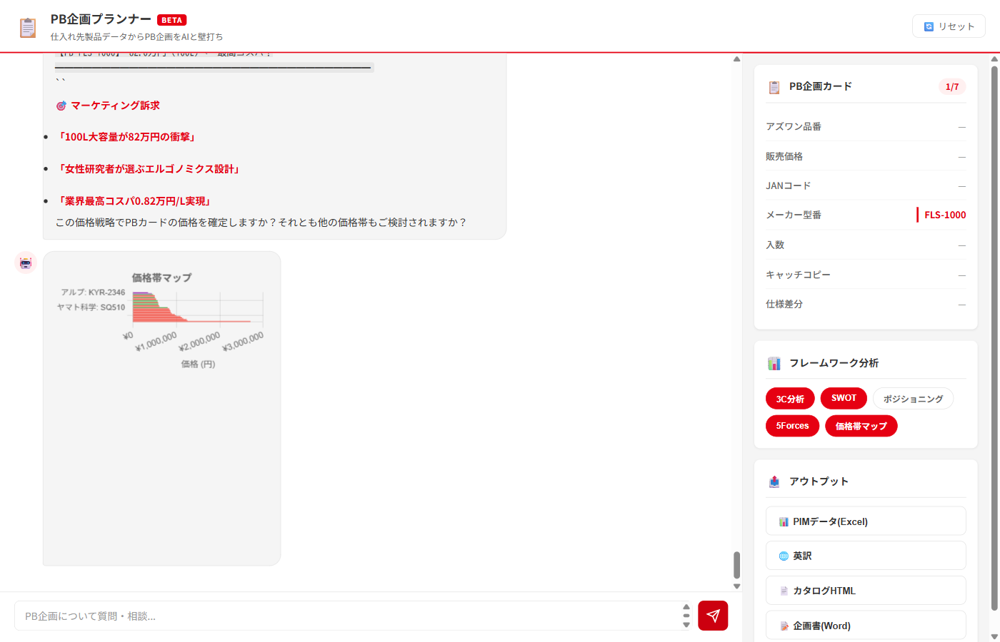 PB企画プランナー BETA
仕入れ先製品データからPB企画をAIと壁打ち
リセット
、、
マーケティング訴求
「100L大容量が82万円の衝撃」
「女性研究者が選ぶエルゴノミクス設計」
「業界最高コスパ0.82万円/L実現」
この価格戦略でPBカードの価格を確定しますか？それとも他の価格帯もご検討されますか？
価格帯マップ
アルプ: KYR-2346
ヤマト科学: SQ510
¥0 ¥1,000,000 ¥2,000,000 ¥3,000,000
価格 (円)
PB企画について質問・相談...
PB企画カード 1/7
アズワン品番 —
販売価格 —
JANコード —
メーカー型番 FLS-1000
入数 —
キャッチコピー —
仕様差分 —
フレームワーク分析
3C分析 SWOT ポジショニング
5Forces 価格帯マップ
アウトプット
PIMデータ(Excel)
英訳
カタログHTML
企画書(Word)